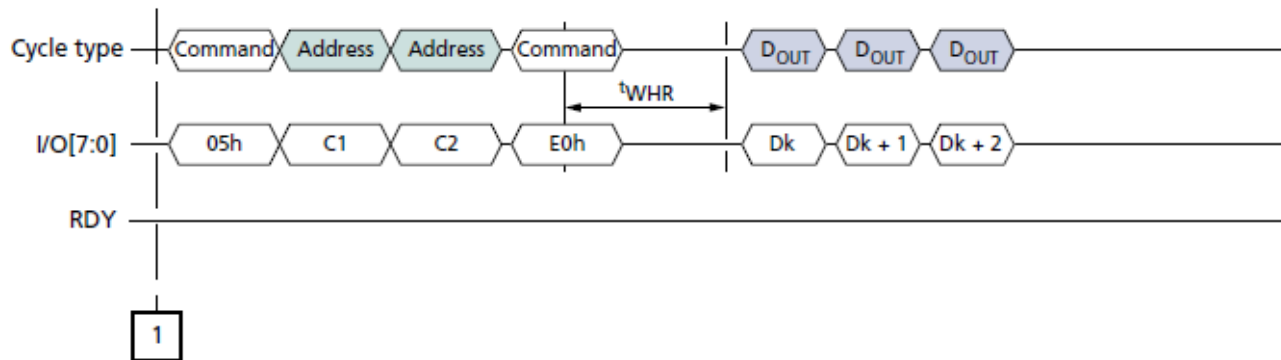 Cycle type Command Address Address Command DOUT DOUT DOUT
tWHR
I/O[7:0] 05h C1 C2 E0h Dk Dk + 1 Dk + 2
RDY
1